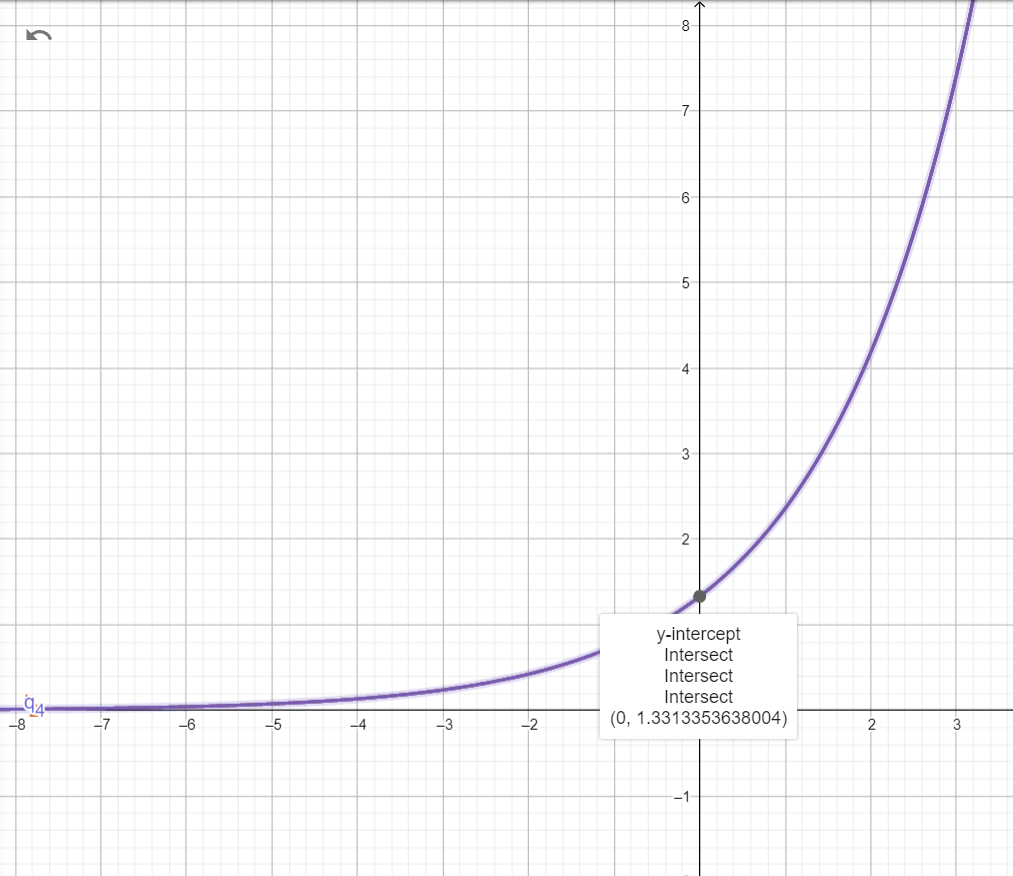 8
7
6
5
4
3
2
y-intercept
Intersect
Intersect
Intersect
(0, 1.3313353638004)
q4
–8 –7 –6 –5 –4 –3 –2 2 3
–1